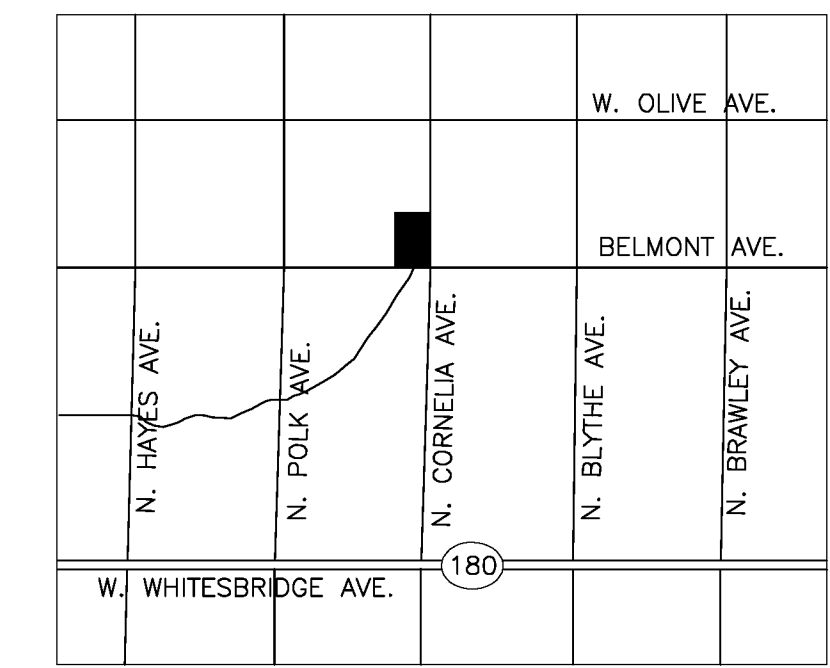 W. OLIVE AVE.
BELMONT AVE.
N. HAYES AVE.
N. POLK AVE.
N. CORNELIA AVE.
N. BLYTHE AVE.
N. BRAWLEY AVE.
180
W. WHITESBRIDGE AVE.